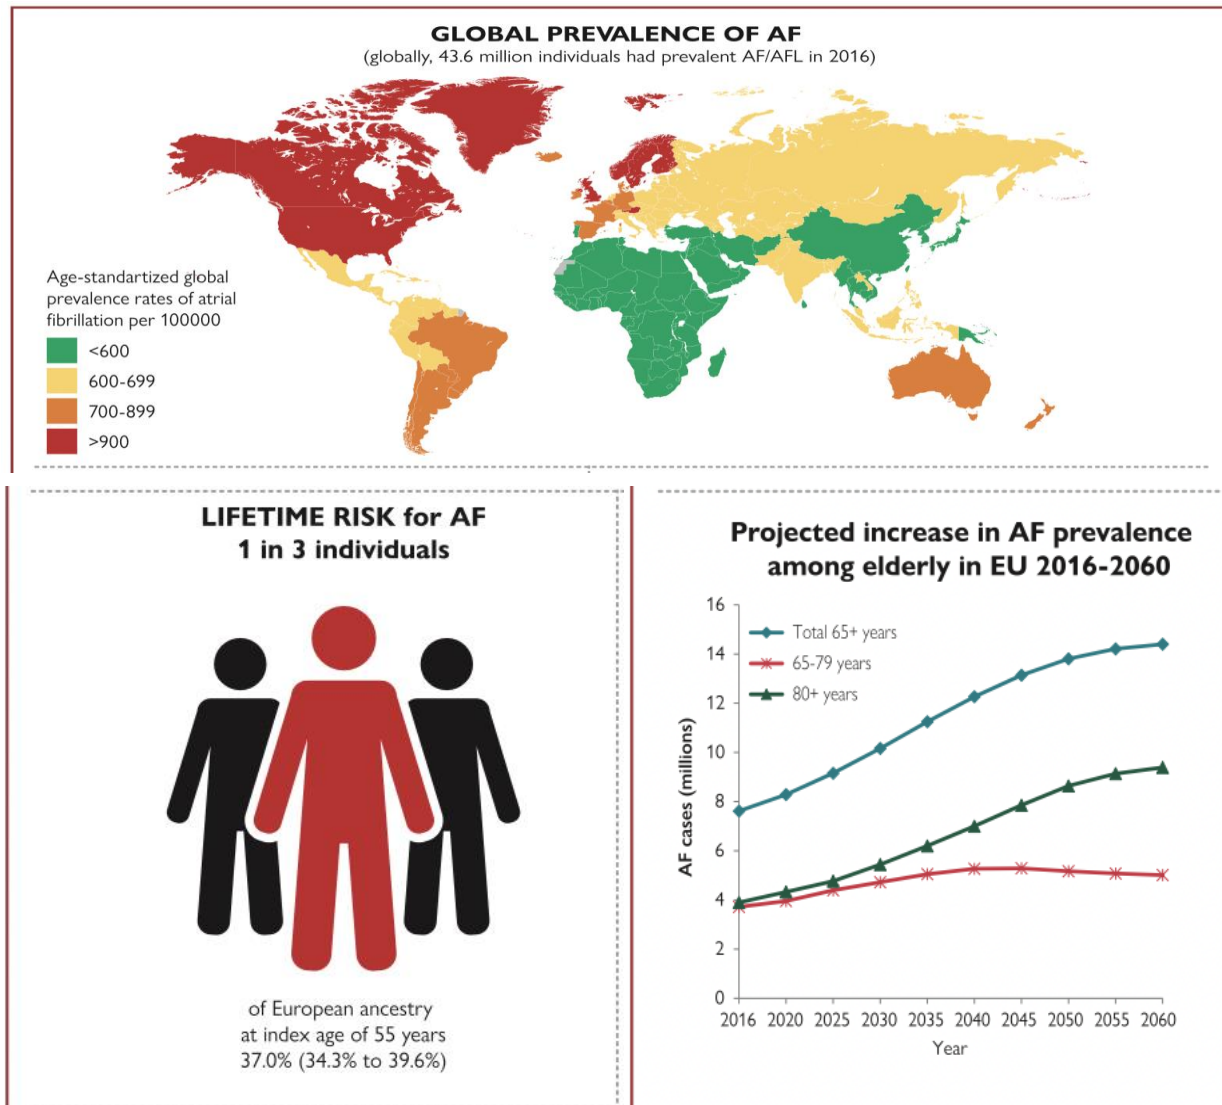 GLOBAL PREVALENCE OF AF
(globally, 43.6 million individuals had prevalent AF/AFL in 2016)
Age-standartized global
prevalence rates of atrial
fibrillation per 100000
<600
600-699
700-899
>900
LIFETIME RISK for AF
1 in 3 individuals
of European ancestry
at index age of 55 years
37.0% (34.3% to 39.6%)
Projected increase in AF prevalence
among elderly in EU 2016-2060
Total 65+ years
65-79 years
80+ years
AF cases (millions)
16
14
12
10
8
6
4
2
0
2016 2020 2025 2030 2035 2040 2045 2050 2055 2060
Year